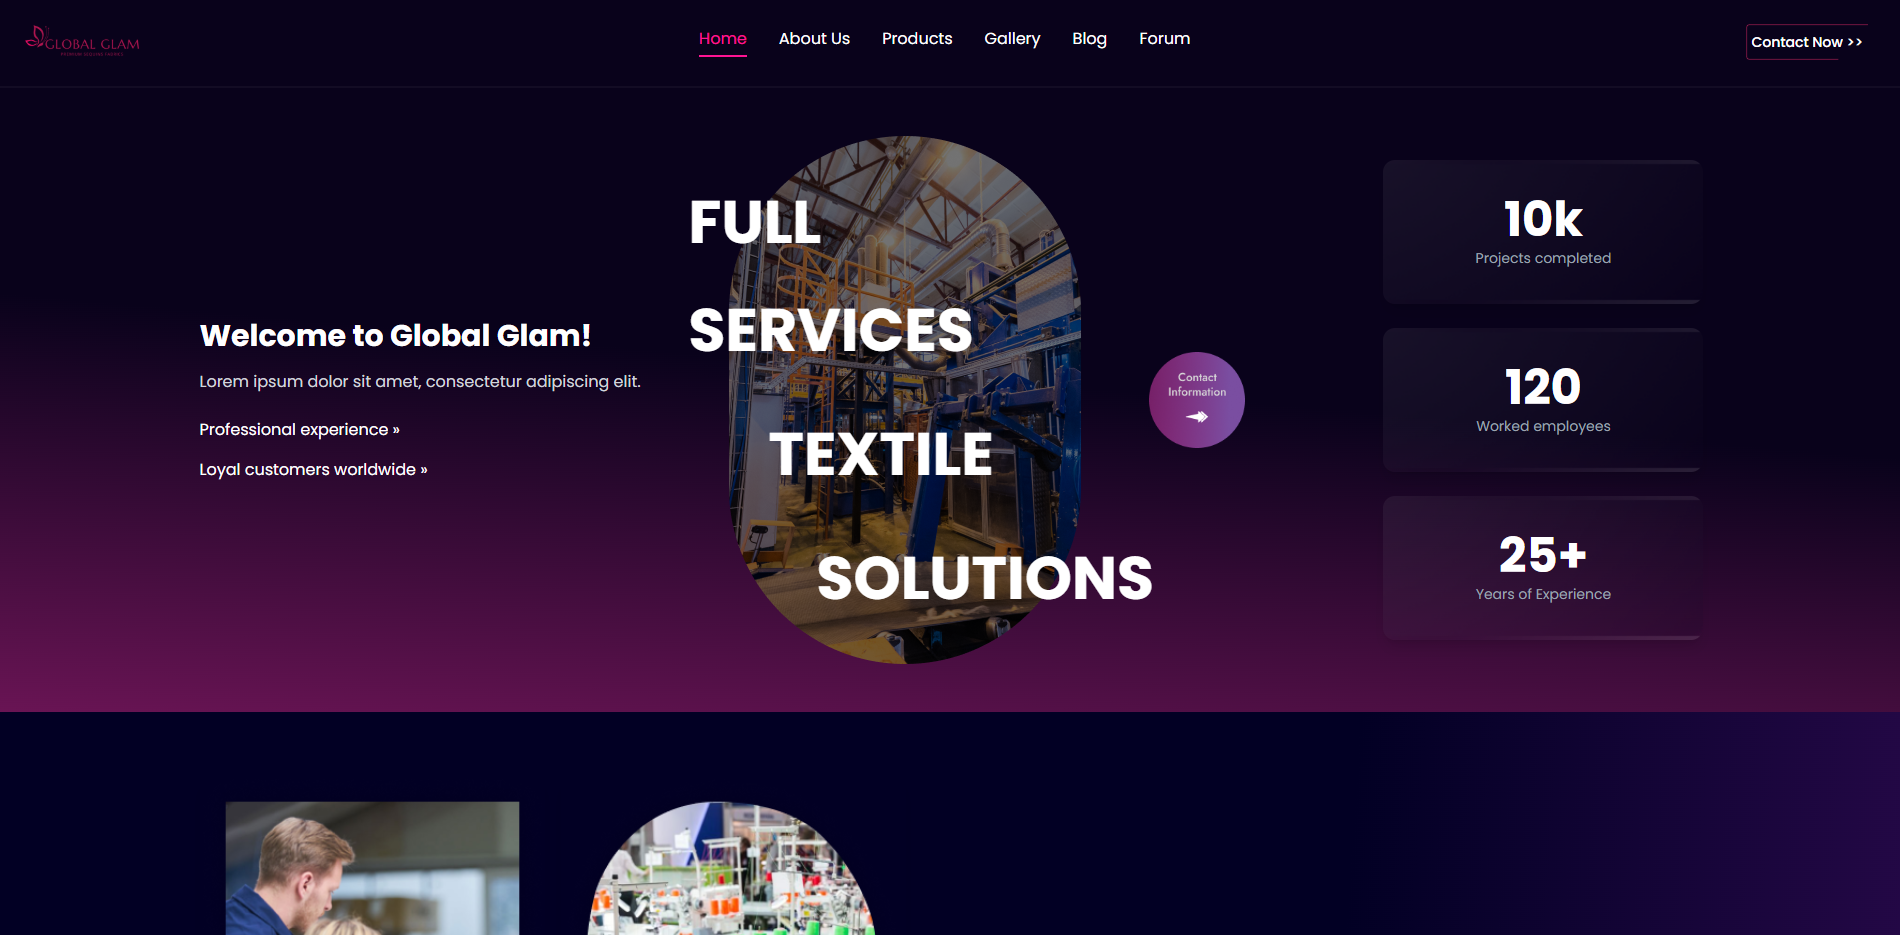 GLOBAL GLAM
Home
About Us
Products
Gallery
Blog
Forum
Contact Now >>
Welcome to Global Glam!
Lorem ipsum dolor sit amet, consectetur adipiscing elit.
Professional experience »
Loyal customers worldwide »
FULL
SERVICES
TEXTILE
SOLUTIONS
Contact
Information
10k
Projects completed
120
Worked employees
25+
Years of Experience